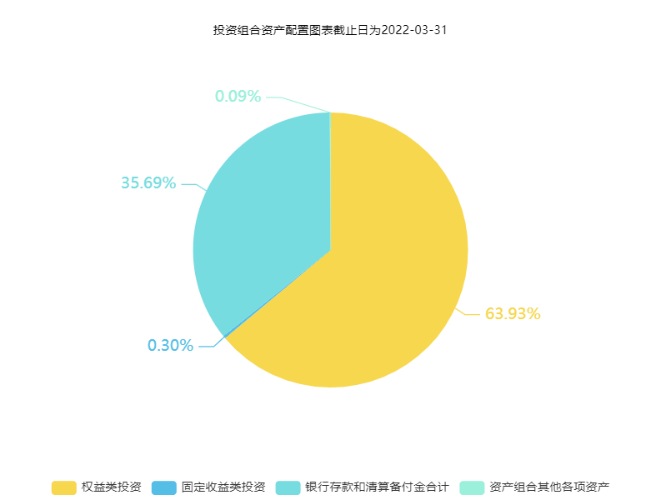 投资组合资产配置图表截止日为2022-03-31
0.09%
35.69%
63.93%
0.30%
权益类投资 固定收益类投资 银行存款和清算备付金合计 资产组合其他各项资产